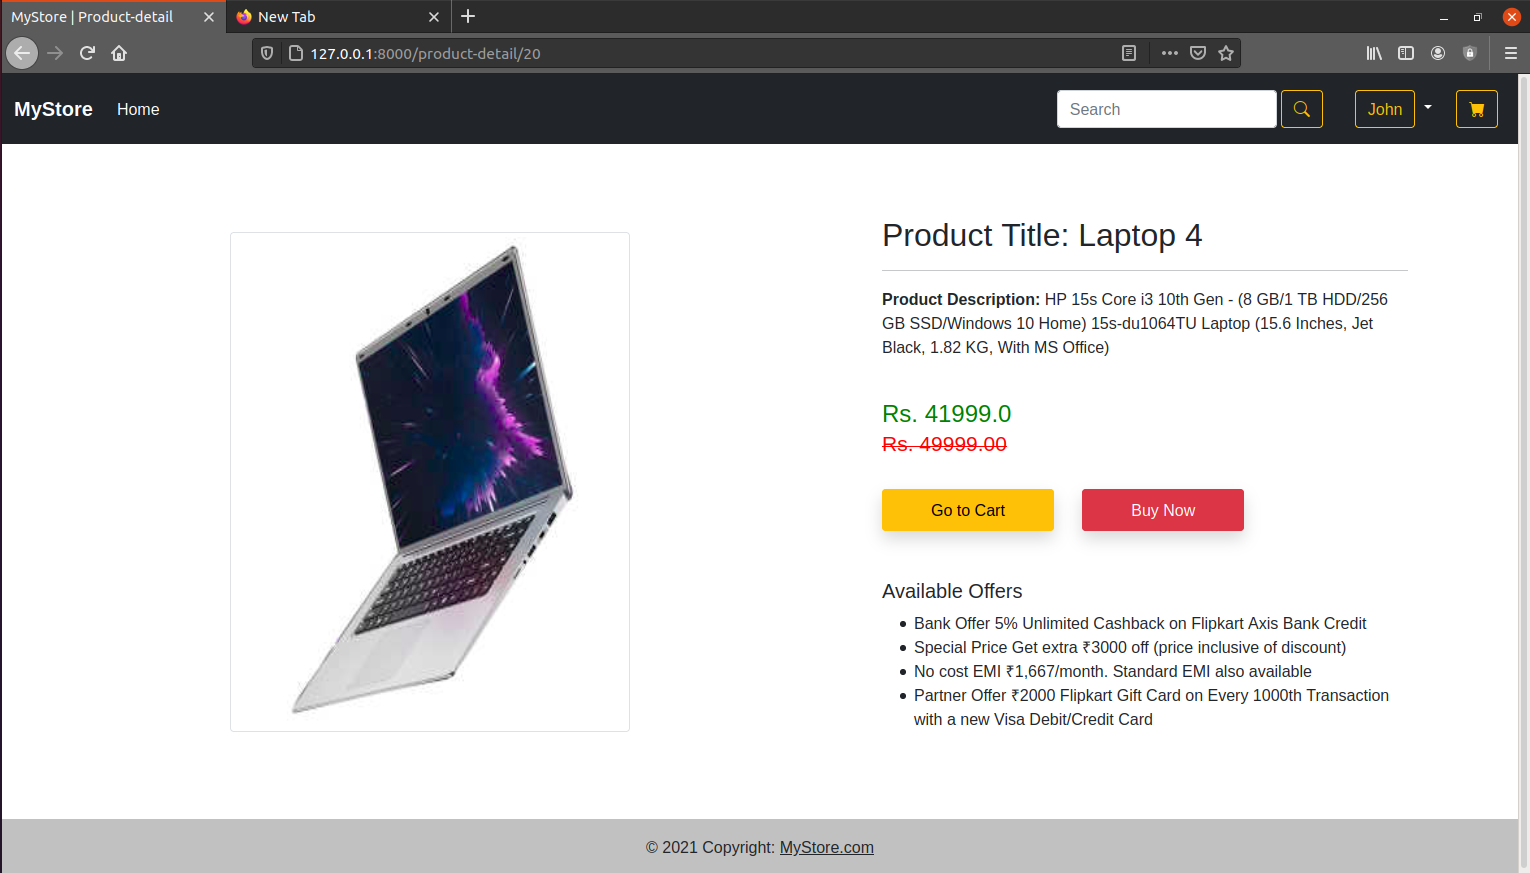 MyStore | Product-detail
New Tab
127.0.0.1:8000/product-detail/20
MyStore
Home
Search
John
Product Title: Laptop 4
Product Description: HP 15s Core i3 10th Gen - (8 GB/1 TB HDD/256
GB SSD/Windows 10 Home) 15s-du1064TU Laptop (15.6 Inches, Jet
Black, 1.82 KG, With MS Office)
Rs. 41999.0
Rs. 49999.00
Go to Cart
Buy Now
Available Offers
Bank Offer 5% Unlimited Cashback on Flipkart Axis Bank Credit
Special Price Get extra ₹3000 off (price inclusive of discount)
No cost EMI ₹1,667/month. Standard EMI also available
Partner Offer ₹2000 Flipkart Gift Card on Every 1000th Transaction
with a new Visa Debit/Credit Card
© 2021 Copyright: MyStore.com